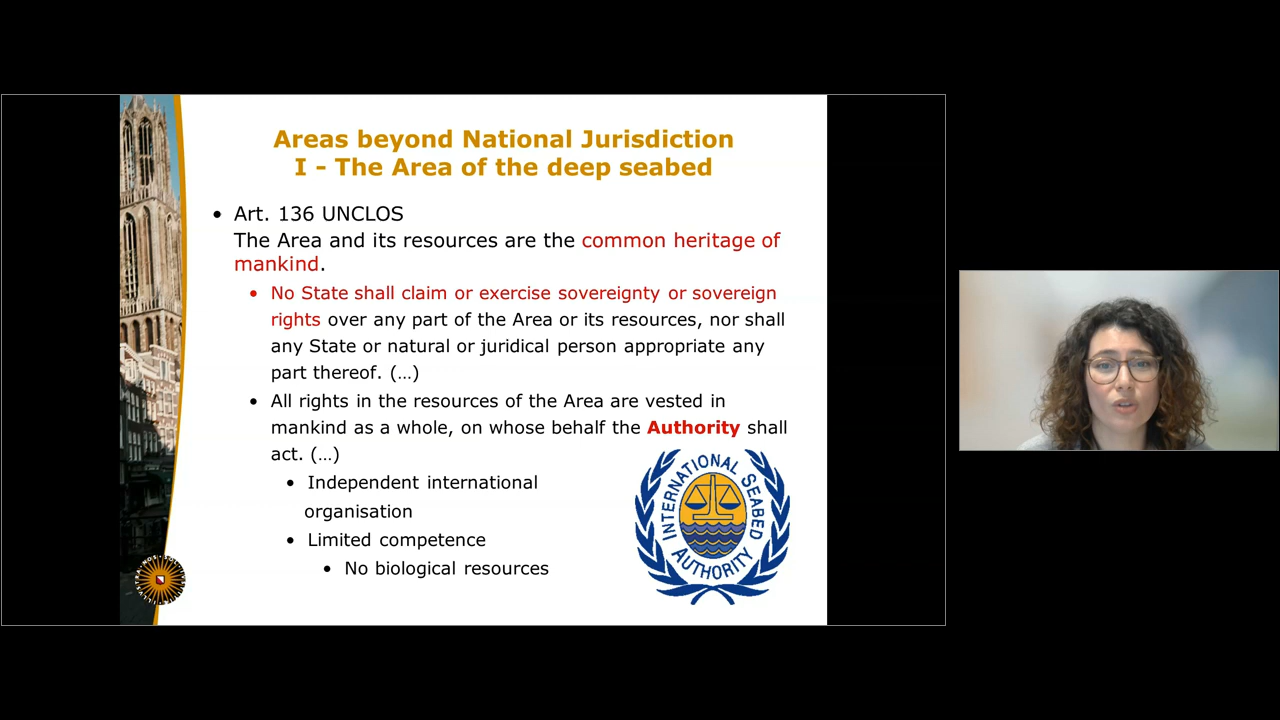 Areas beyond National Jurisdiction
I - The Area of the deep seabed
• Art. 136 UNCLOS
The Area and its resources are the common heritage of
mankind.
• No State shall claim or exercise sovereignty or sovereign
rights over any part of the Area or its resources, nor shall
any State or natural or juridical person appropriate any
part thereof. (…)
• All rights in the resources of the Area are vested in
mankind as a whole, on whose behalf the Authority shall
act. (…)
• Independent international
organisation
• Limited competence
• No biological resources
INTERNATIONAL SEABED
AUTHORITY